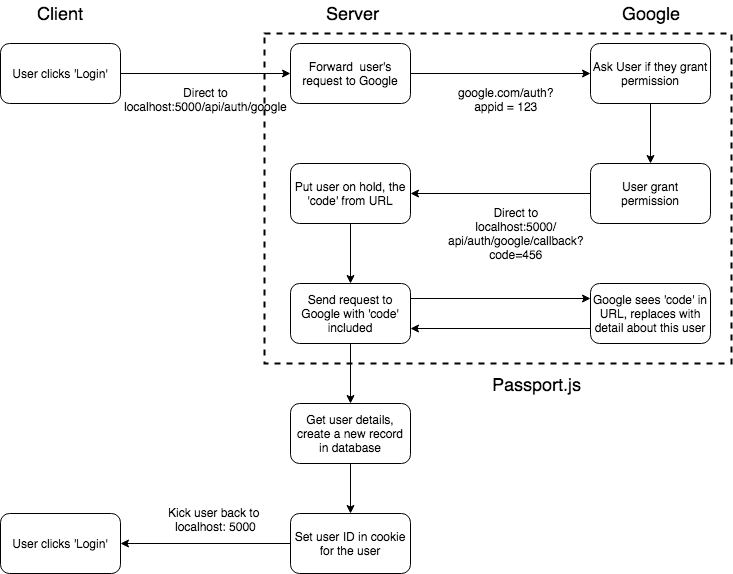 Client
Server
Google
User clicks 'Login'
Direct to
localhost:5000/api/auth/google
Forward user's
request to Google
google.com/auth?
appid = 123
Ask User if they grant
permission
User grant
permission
Direct to
localhost:5000/
api/auth/google/callback?
code=456
Put user on hold, the
'code' from URL
Send request to
Google with 'code'
included
Google sees 'code' in
URL, replaces with
detail about this user
Passport.js
Get user details,
create a new record
in database
Set user ID in cookie
for the user
Kick user back to
localhost: 5000
User clicks 'Login'